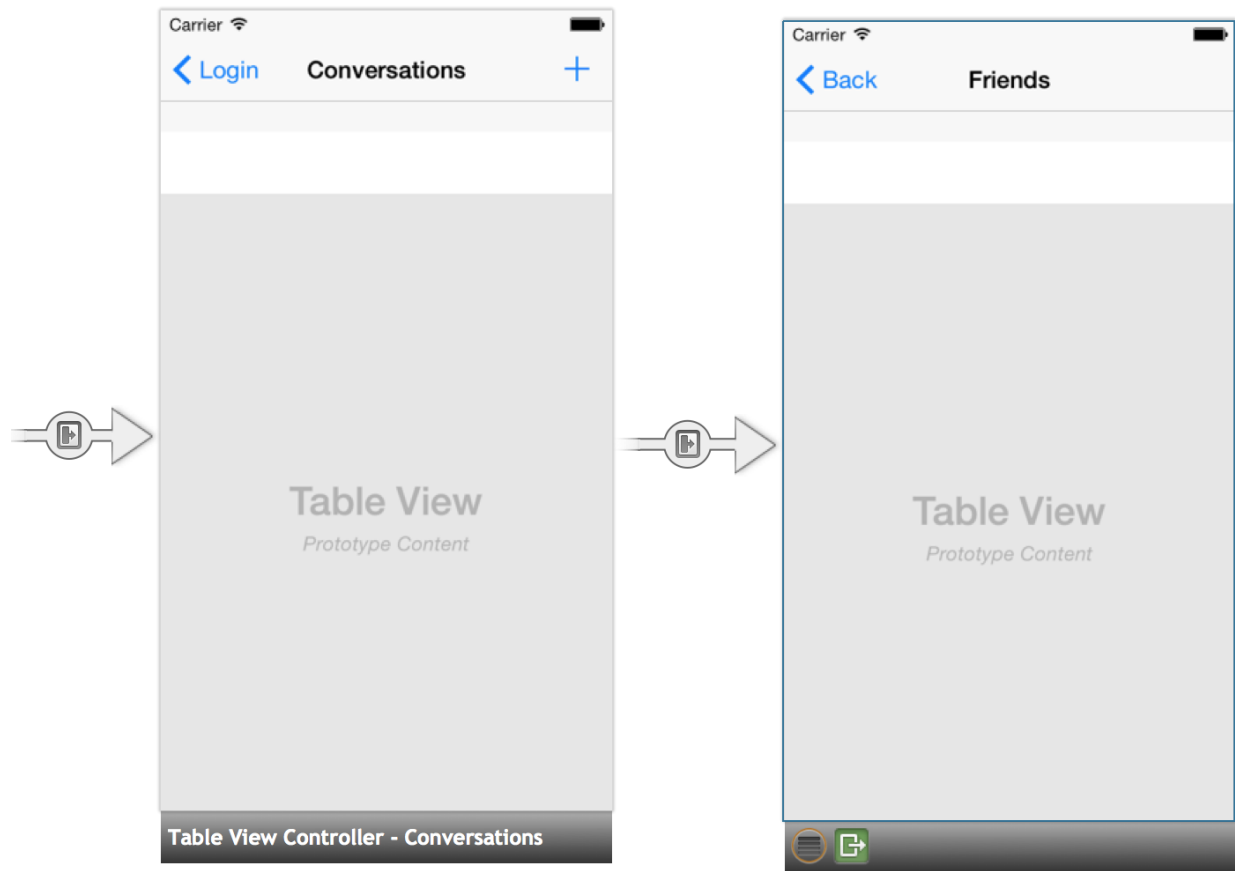 Carrier
Login
Conversations
Table View
Prototype Content
Table View Controller - Conversations
Carrier
Back
Friends
Table View
Prototype Content